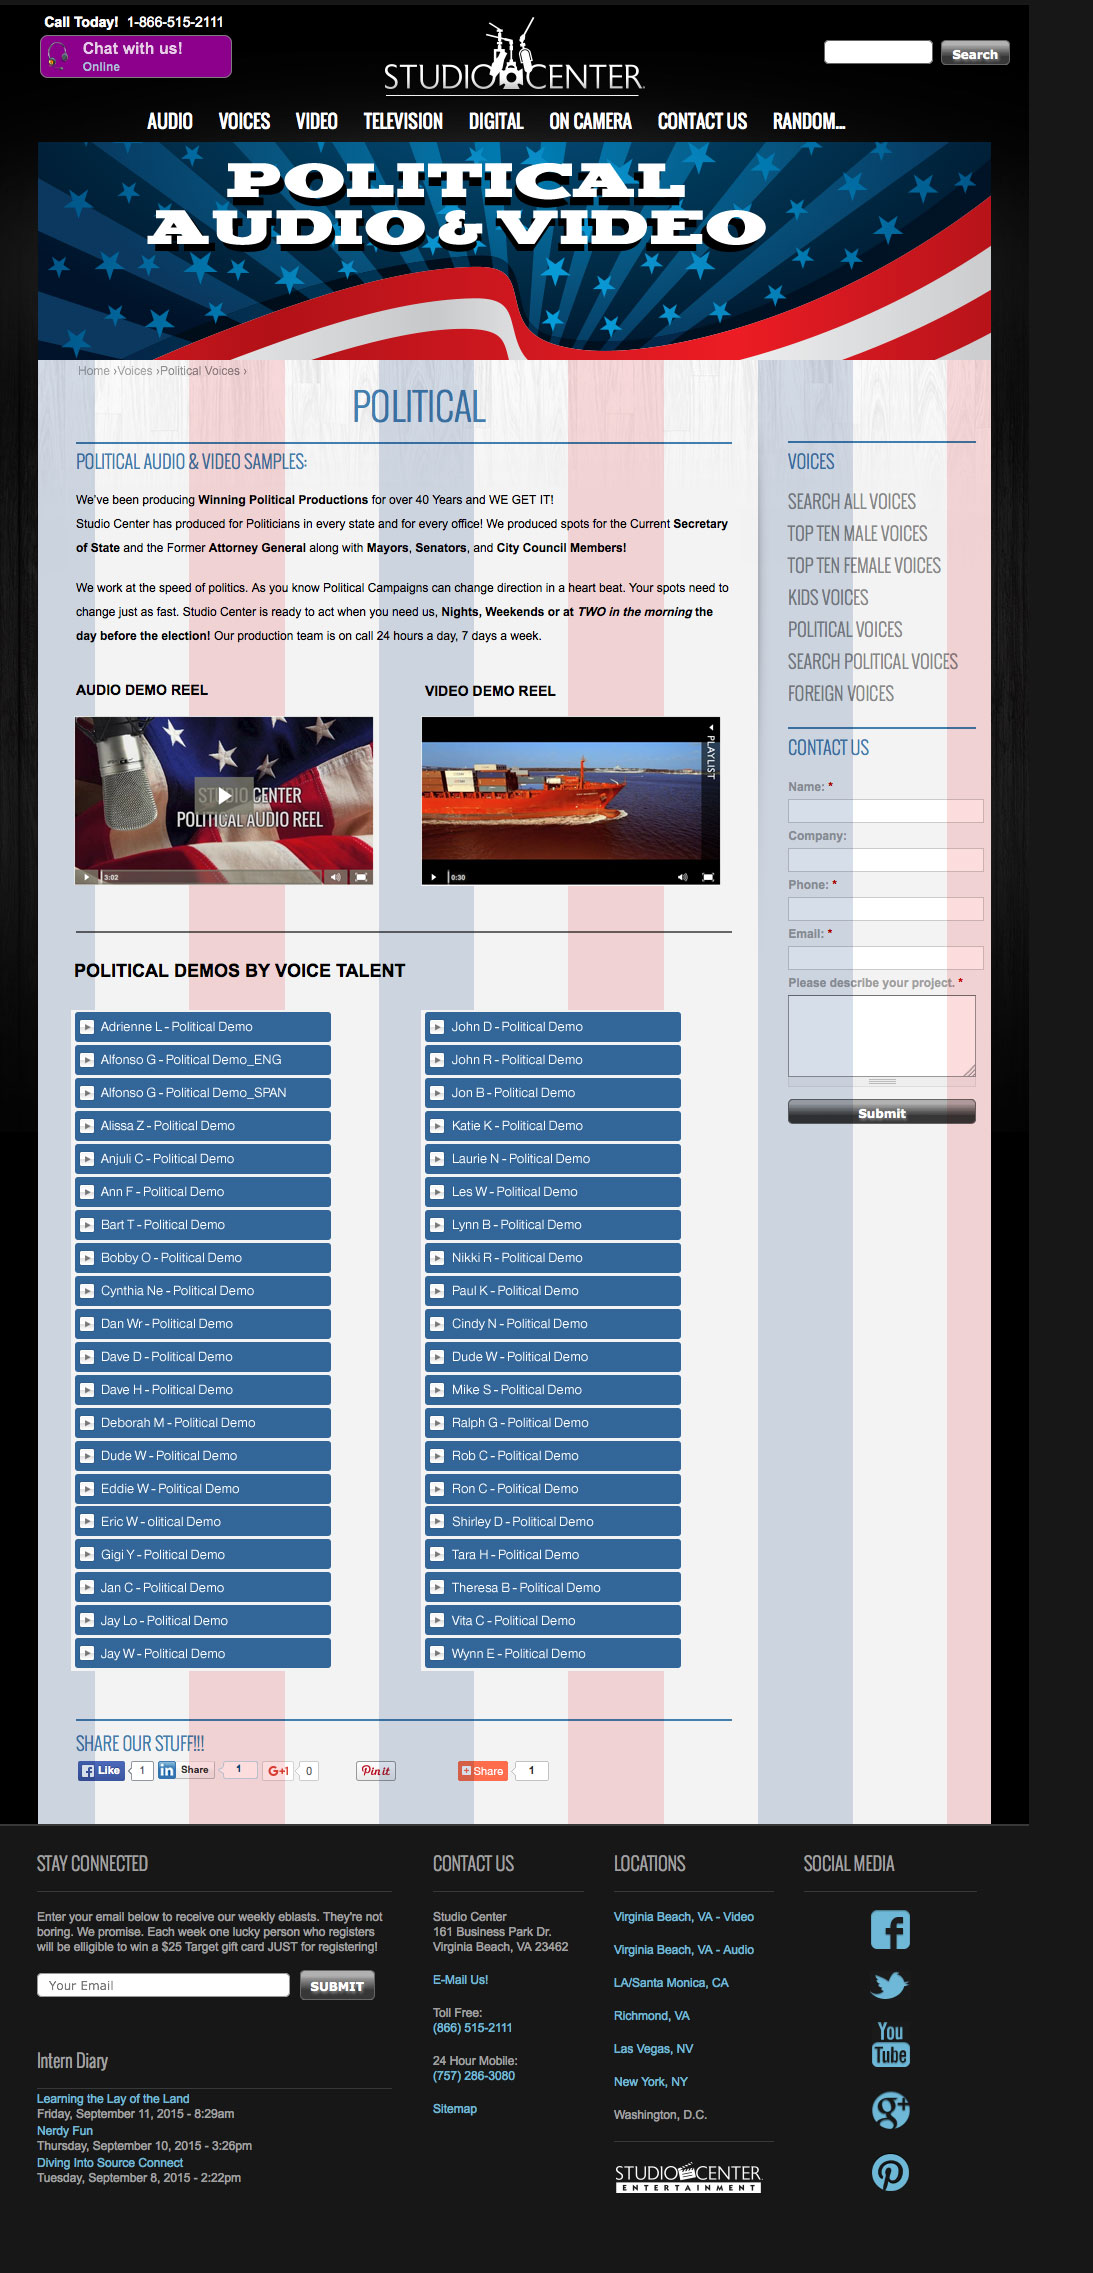 Call Today! 1-866-515-2111
Chat with us!
Online
STUDIO CENTER
Search
AUDIO VOICES VIDEO TELEVISION DIGITAL ON CAMERA CONTACT US RANDOM...
POLITICAL
AUDIO & VIDEO
Home ›Voices ›Political Voices ›
POLITICAL
POLITICAL AUDIO & VIDEO SAMPLES:
We've been producing Winning Political Productions for over 40 Years and WE GET IT!
Studio Center has produced for Politicians in every state and for every office! We produced spots for the Current Secretary
of State and the Former Attorney General along with Mayors, Senators, and City Council Members!
We work at the speed of politics. As you know Political Campaigns can change direction in a heart beat. Your spots need to
change just as fast. Studio Center is ready to act when you need us, Nights, Weekends or at TWO in the morning the
day before the election! Our production team is on call 24 hours a day, 7 days a week.
AUDIO DEMO REEL
STUDIO CENTER
POLITICAL AUDIO REEL
3:02
VIDEO DEMO REEL
PLAYLIST
0:30
POLITICAL DEMOS BY VOICE TALENT
Adrienne L - Political Demo
Alfonso G - Political Demo_ENG
Alfonso G - Political Demo_SPAN
Alissa Z - Political Demo
Anjuli C - Political Demo
Ann F - Political Demo
Bart T - Political Demo
Bobby O - Political Demo
Cynthia Ne - Political Demo
Dan Wr - Political Demo
Dave D - Political Demo
Dave H - Political Demo
Deborah M - Political Demo
Dude W - Political Demo
Eddie W - Political Demo
Eric W - olitical Demo
Gigi Y - Political Demo
Jan C - Political Demo
Jay Lo - Political Demo
Jay W - Political Demo
John D - Political Demo
John R - Political Demo
Jon B - Political Demo
Katie K - Political Demo
Laurie N - Political Demo
Les W - Political Demo
Lynn B - Political Demo
Nikki R - Political Demo
Paul K - Political Demo
Cindy N - Political Demo
Dude W - Political Demo
Mike S - Political Demo
Ralph G - Political Demo
Rob C - Political Demo
Ron C - Political Demo
Shirley D - Political Demo
Tara H - Political Demo
Theresa B - Political Demo
Vita C - Political Demo
Wynn E - Political Demo
SHARE OUR STUFF!!!
Like 1 in Share 1 G+1 0 Pin it Share 1
VOICES
SEARCH ALL VOICES
TOP TEN MALE VOICES
TOP TEN FEMALE VOICES
KIDS VOICES
POLITICAL VOICES
SEARCH POLITICAL VOICES
FOREIGN VOICES
CONTACT US
Name: *
Company:
Phone: *
Email: *
Please describe your project. *
Submit
STAY CONNECTED
Enter your email below to receive our weekly eblasts. They're not
boring. We promise. Each week one lucky person who registers
will be elligible to win a $25 Target gift card JUST for registering!
Your Email
SUBMIT
Intern Diary
Learning the Lay of the Land
Friday, September 11, 2015 - 8:29am
Nerdy Fun
Thursday, September 10, 2015 - 3:26pm
Diving Into Source Connect
Tuesday, September 8, 2015 - 2:22pm
CONTACT US
Studio Center
161 Business Park Dr.
Virginia Beach, VA 23462
E-Mail Us!
Toll Free:
(866) 515-2111
24 Hour Mobile:
(757) 286-3080
Sitemap
LOCATIONS
Virginia Beach, VA - Video
Virginia Beach, VA - Audio
LA/Santa Monica, CA
Richmond, VA
Las Vegas, NV
New York, NY
Washington, D.C.
STUDIO CENTER
ENTERTAINMENT
SOCIAL MEDIA
You
Tube